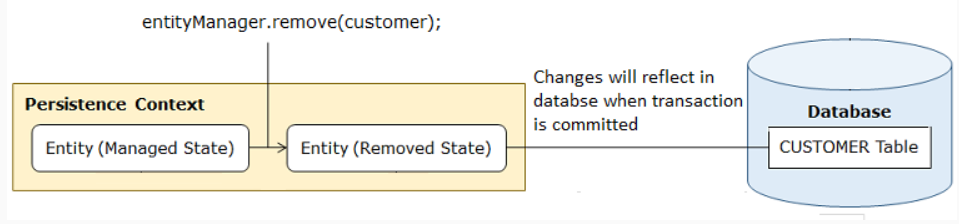 entityManager.remove(customer);
Changes will reflect in
databse when transaction
is committed
Persistence Context
Entity (Managed State)
Entity (Removed State)
Database
CUSTOMER Table